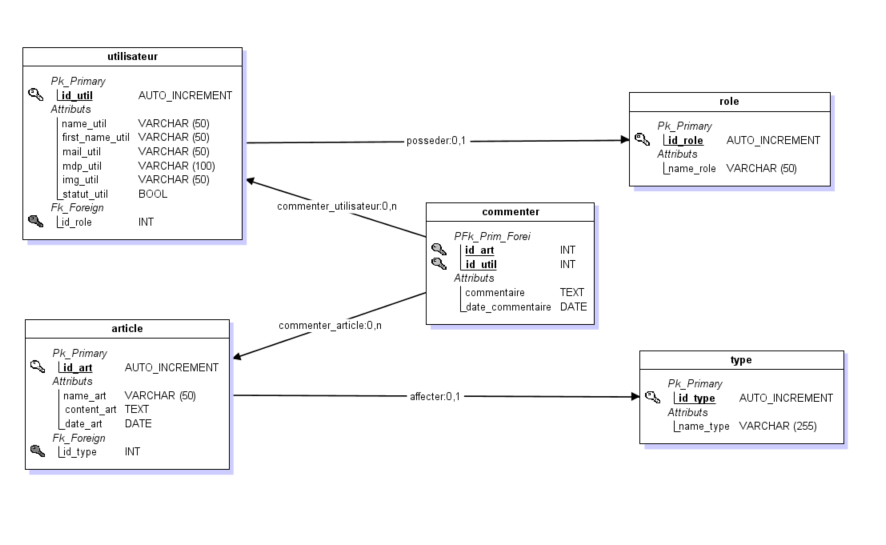 utilisateur
Pk_Primary
id_util AUTO_INCREMENT
Attributs
name_util VARCHAR (50)
first_name_util VARCHAR (50)
mail_util VARCHAR (50)
mdp_util VARCHAR (100)
img_util VARCHAR (50)
statut_util BOOL
Fk_Foreign
id_role INT
posseder:0,1
role
Pk_Primary
id_role AUTO_INCREMENT
Attributs
name_role VARCHAR (50)
commenter_utilisateur:0,n
commenter
PFk_Prim_Forei
id_art INT
id_util INT
Attributs
commentaire TEXT
date_commentaire DATE
commenter_article:0,n
article
Pk_Primary
id_art AUTO_INCREMENT
Attributs
name_art VARCHAR (50)
content_art TEXT
date_art DATE
Fk_Foreign
id_type INT
affecter:0,1
type
Pk_Primary
id_type AUTO_INCREMENT
Attributs
name_type VARCHAR (255)